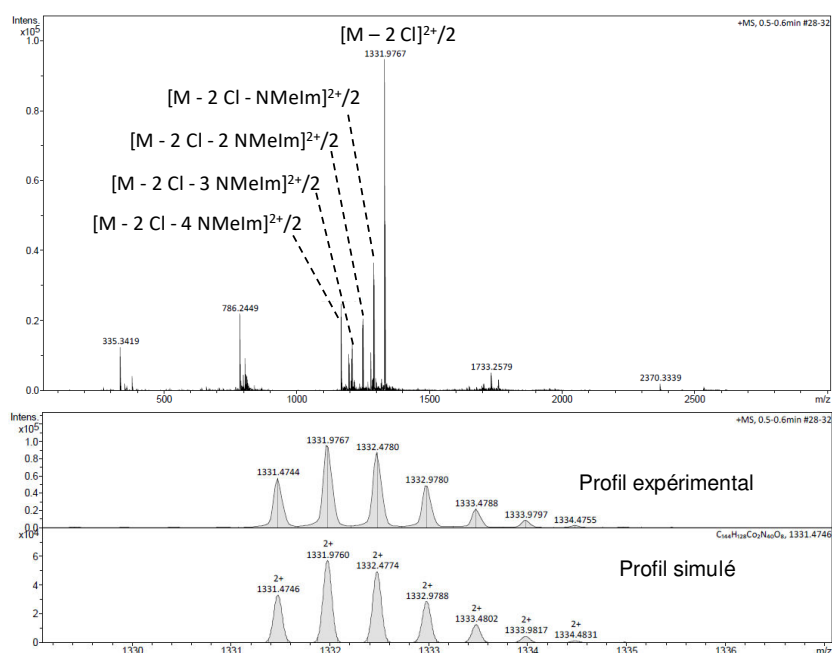 Intens.
x10⁵
+MS, 0.5-0.6min #28-32
[M – 2 Cl]²⁺/2
1.0
1331.9767
[M - 2 Cl - NMeIm]²⁺/2
0.8
[M - 2 Cl - 2 NMeIm]²⁺/2
[M - 2 Cl - 3 NMeIm]²⁺/2
0.6
[M - 2 Cl - 4 NMeIm]²⁺/2
0.4
786.2449
0.2
335.3419
1733.2579
2370.3339
0.0
500 1000 1500 2000 2500 m/z
Intens.
x10⁵
+MS, 0.5-0.6min #28-32
1.0
1331.9767
1332.4780
0.8
1331.4744
0.6
1332.9780
Profil expérimental
0.4
1333.4788
0.2
1333.9797
1334.4755
0.0
x10⁴
C₁₄₄H₁₂₈Co₂N₄₀O₈, 1331.4746
6
2+
1331.9760
2+
1332.4774
Profil simulé
4
2+
1331.4746
2+
1332.9788
2
2+
1333.4802
2+
1333.9817
2+
1334.4831
0
1330 1331 1332 1333 1334 1335 1336 m/z